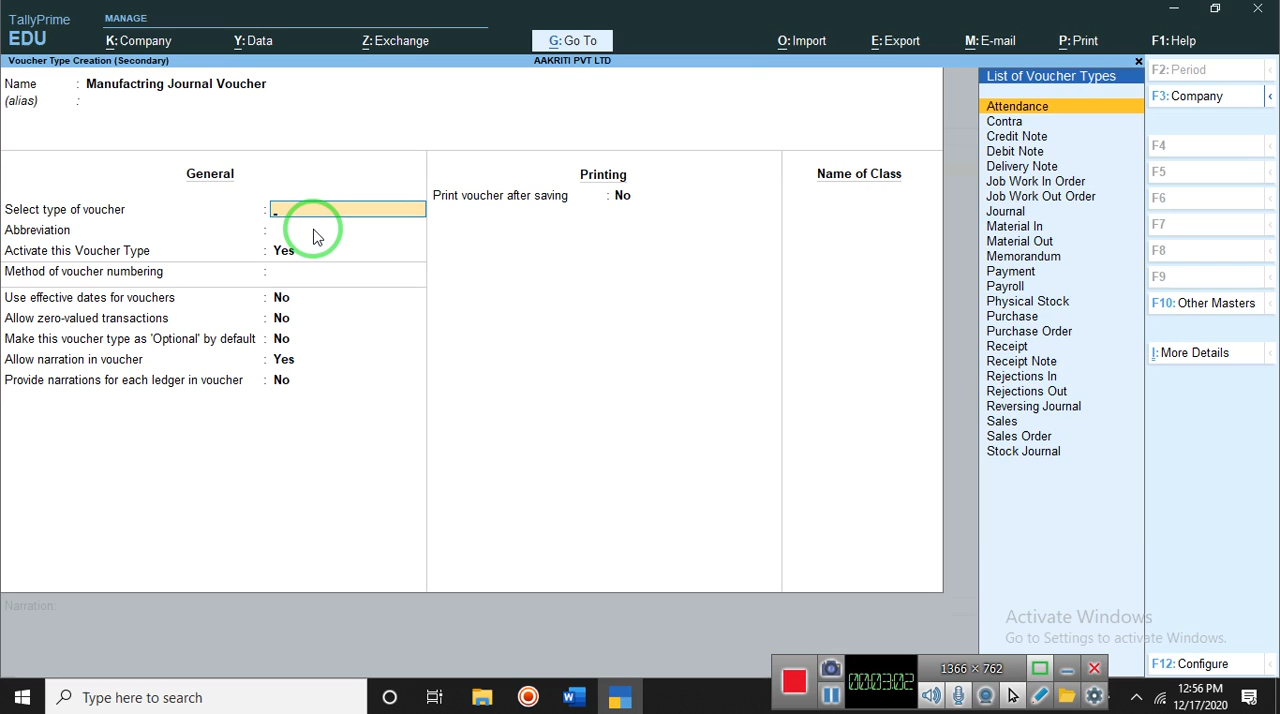 TallyPrime
EDU
MANAGE
K: Company
Y: Data
Z: Exchange
G: Go To
O: Import
E: Export
M: E-mail
P: Print
F1: Help
Voucher Type Creation (Secondary)
AAKRITI PVT LTD
Name : Manufactring Journal Voucher
(alias) :
General
Select type of voucher :
Abbreviation :
Activate this Voucher Type : Yes
Method of voucher numbering :
Use effective dates for vouchers : No
Allow zero-valued transactions : No
Make this voucher type as 'Optional' by default : No
Allow narration in voucher : Yes
Provide narrations for each ledger in voucher : No
Printing
Print voucher after saving : No
Name of Class
Narration:
List of Voucher Types
Attendance
Contra
Credit Note
Debit Note
Delivery Note
Job Work In Order
Job Work Out Order
Journal
Material In
Material Out
Memorandum
Payment
Payroll
Physical Stock
Purchase
Purchase Order
Receipt
Receipt Note
Rejections In
Rejections Out
Reversing Journal
Sales
Sales Order
Stock Journal
F2: Period
F3: Company
F4
F5
F6
F7
F8
F9
F10: Other Masters
I: More Details
F12: Configure
Activate Windows
Go to Settings to activate Windows.
1366 × 762
00:03:02
Type here to search
12:56 PM
12/17/2020